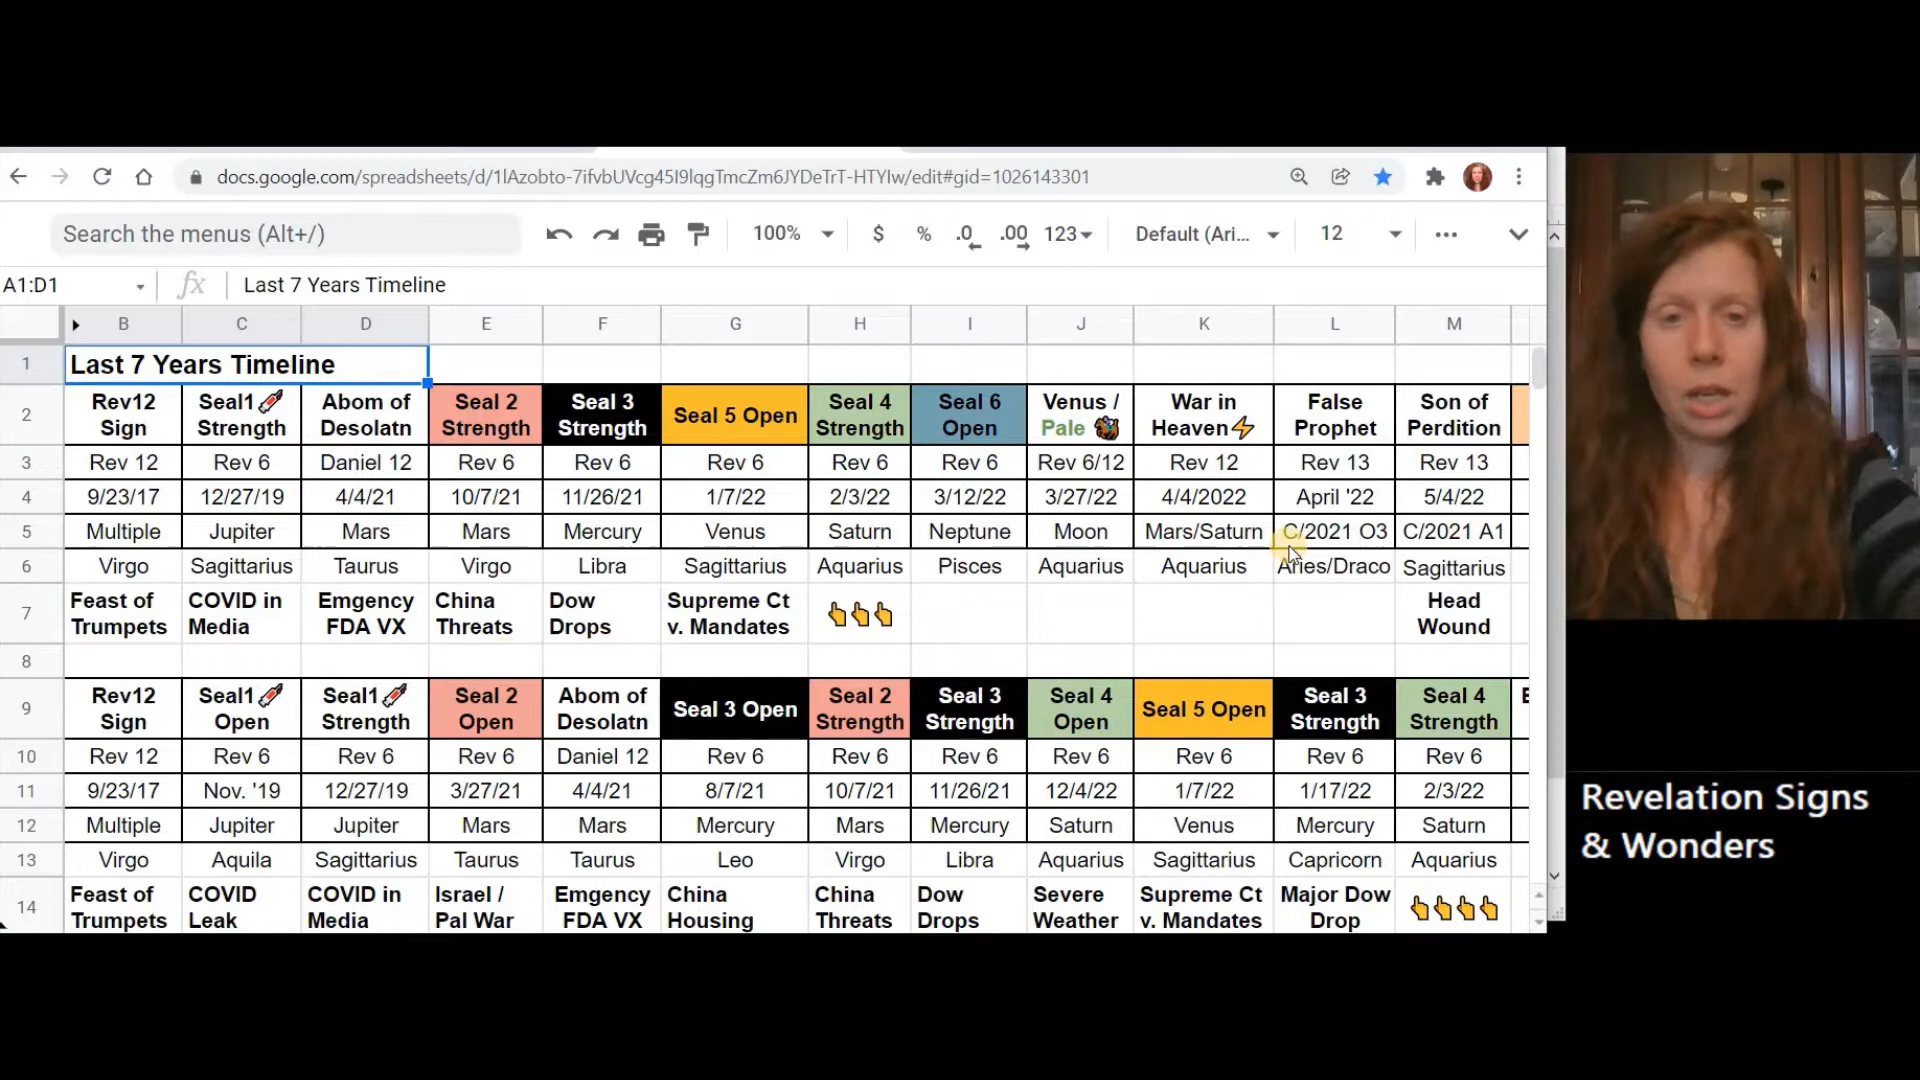 docs.google.com/spreadsheets/d/1lAzobto-7ifvbUVcg45I9lqgTmcZm6JYDeTrT-HTYIw/edit#gid=1026143301
Search the menus (Alt+/) 100% $ % .0 .00 123 Default (Ari... 12
A1:D1 fx Last 7 Years Timeline
B C D E F G H I J K L M
1 Last 7 Years Timeline
2 Rev12 Sign Seal1 Strength Abom of Desolatn Seal 2 Strength Seal 3 Strength Seal 5 Open Seal 4 Strength Seal 6 Open Venus / Pale War in Heaven⚡ False Prophet Son of Perdition
3 Rev 12 Rev 6 Daniel 12 Rev 6 Rev 6 Rev 6 Rev 6 Rev 6 Rev 6/12 Rev 12 Rev 13 Rev 13
4 9/23/17 12/27/19 4/4/21 10/7/21 11/26/21 1/7/22 2/3/22 3/12/22 3/27/22 4/4/2022 April '22 5/4/22
5 Multiple Jupiter Mars Mars Mercury Venus Saturn Neptune Moon Mars/Saturn C/2021 O3 C/2021 A1
6 Virgo Sagittarius Taurus Virgo Libra Sagittarius Aquarius Pisces Aquarius Aquarius Aries/Draco Sagittarius
7 Feast of Trumpets COVID in Media Emgency FDA VX China Threats Dow Drops Supreme Ct v. Mandates 👆👆👆 Head Wound
8
9 Rev12 Sign Seal1 Open Seal1 Strength Seal 2 Open Abom of Desolatn Seal 3 Open Seal 2 Strength Seal 3 Strength Seal 4 Open Seal 5 Open Seal 3 Strength Seal 4 Strength
10 Rev 12 Rev 6 Rev 6 Rev 6 Daniel 12 Rev 6 Rev 6 Rev 6 Rev 6 Rev 6 Rev 6 Rev 6
11 9/23/17 Nov. '19 12/27/19 3/27/21 4/4/21 8/7/21 10/7/21 11/26/21 12/4/22 1/7/22 1/17/22 2/3/22
12 Multiple Jupiter Jupiter Mars Mars Mercury Mars Mercury Saturn Venus Mercury Saturn
13 Virgo Aquila Sagittarius Taurus Taurus Leo Virgo Libra Aquarius Sagittarius Capricorn Aquarius
14 Feast of Trumpets COVID Leak COVID in Media Israel / Pal War Emgency FDA VX China Housing China Threats Dow Drops Severe Weather Supreme Ct v. Mandates Major Dow Drop 👆👆👆👆
Revelation Signs
& Wonders